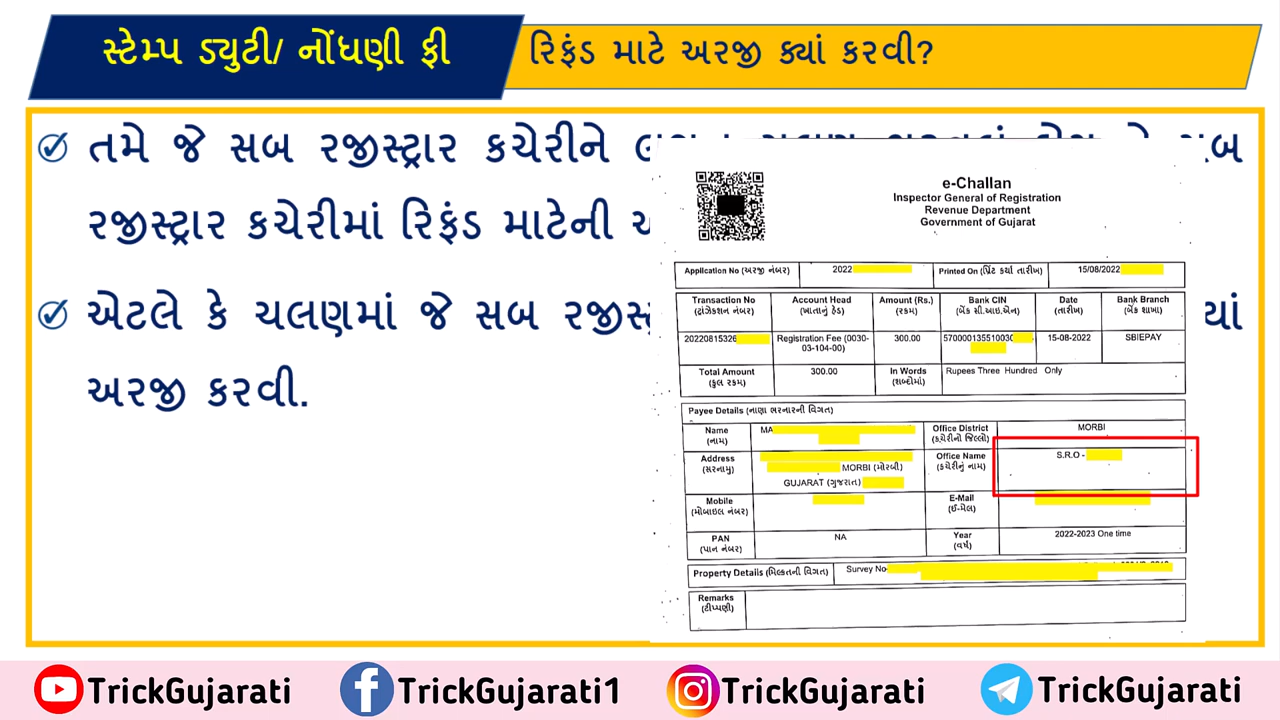 સ્ટેમ્પ ડ્યુટી/ નોંધણી ફી રિફંડ માટે અરજી ક્યાં કરવી?
તમે જે સબ રજીસ્ટ્રાર કચેરીને
રજીસ્ટ્રાર કચેરીમાં રિફંડ માટેની
એટલે કે ચલણમાં જે સબ
અરજી કરવી.
e-Challan
Inspector General of Registration
Revenue Department
Government of Gujarat
Application No (અરજી નંબર) 2022 Printed On (પ્રિંટ કર્યા તારીખ) 15/08/2022
Transaction No Account Head Amount (Rs.) Bank CIN Date Bank Branch
(ટ્રાંઝેકશન નંબર) (ખાતાનું હેડ) (રકમ) (બેંક સી.આઇ.એન) (તારીખ) (બેંક શાખા)
20220815326 Registration Fee (0030- 300.00 57000013551003 15-08-2022 SBIEPAY
03-104-00)
Total Amount 300.00 In Words Rupees Three Hundred Only
(કુલ રકમ) (શબ્દોમાં)
Payee Details (નાણા ભરનારની વિગત)
Name MA Office District MORBI
(નામ) (કચેરીનો જિલ્લો)
Address Office Name S.R.O -
(સરનામુ) MORBI (મોરબી) (કચેરીનું નામ)
GUJARAT (ગુજરાત)
Mobile E-Mail
(મોબાઇલ નંબર) (ઈ-મેલ)
PAN NA Year 2022-2023 One time
(પાન નંબર) (વર્ષ)
Property Details (મિલ્કતની વિગત) Survey No
Remarks
(ટીપ્પણી)
TrickGujarati TrickGujarati1 TrickGujarati TrickGujarati